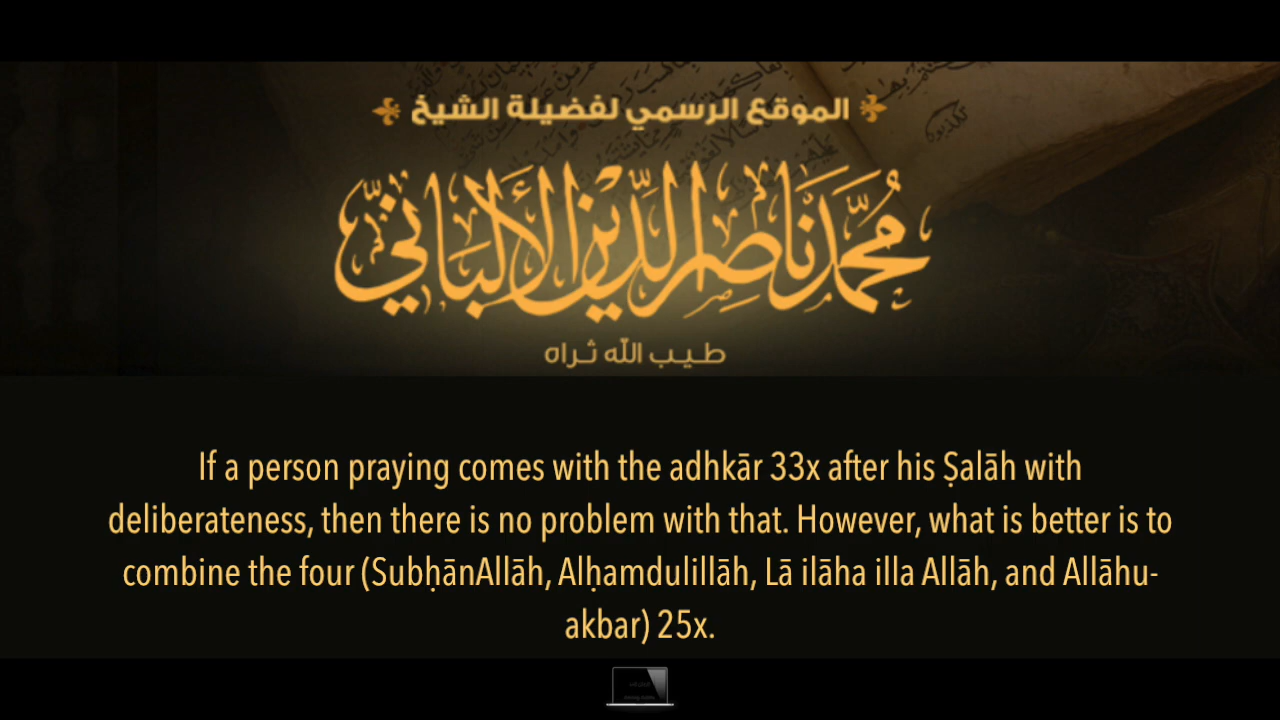 الموقع الرسمي لفضيلة الشيخ
محمد ناصر الدين الألباني
طيب الله ثراه
If a person praying comes with the adhkār 33x after his Ṣalāh with
deliberateness, then there is no problem with that. However, what is better is to
combine the four (SubḥānAllāh, Alḥamdulillāh, Lā ilāha illa Allāh, and Allāhu-
akbar) 25x.